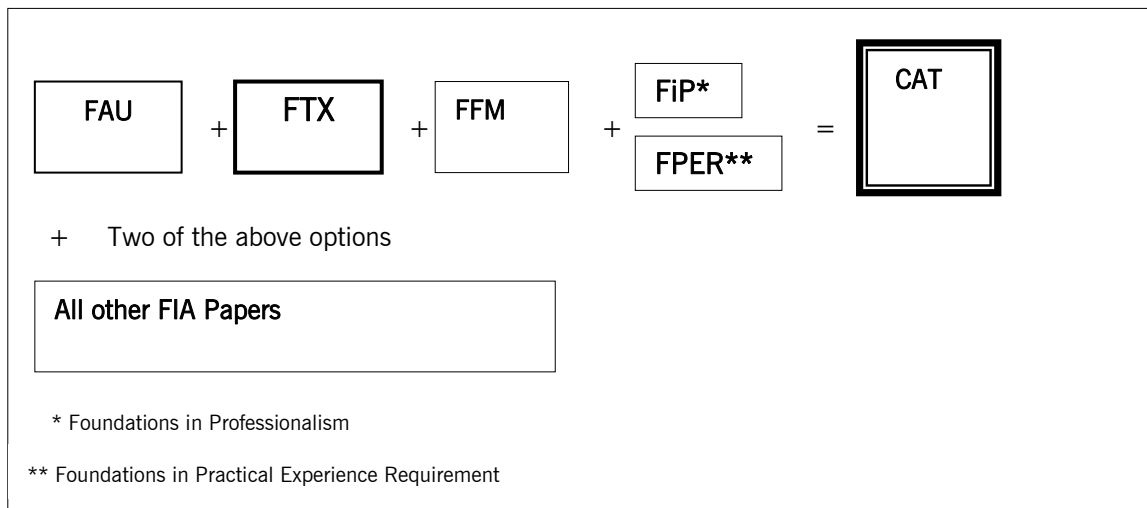 FAU + FTX + FFM + FiP* = CAT
FPER**
+ Two of the above options
All other FIA Papers
* Foundations in Professionalism
** Foundations in Practical Experience Requirement